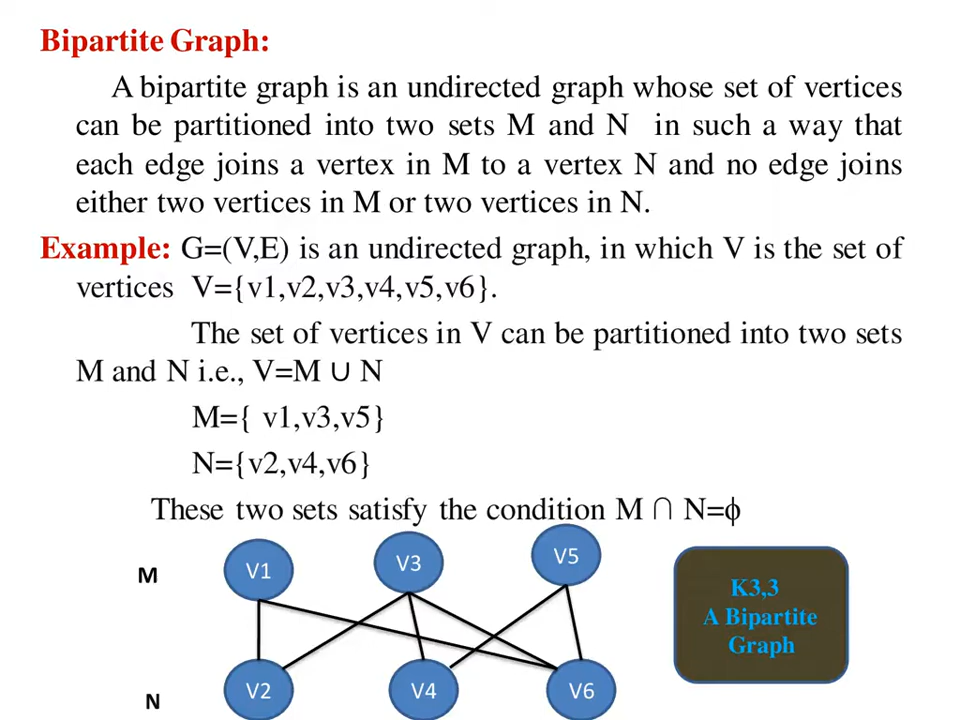 Bipartite Graph:
A bipartite graph is an undirected graph whose set of vertices
can be partitioned into two sets M and N in such a way that
each edge joins a vertex in M to a vertex N and no edge joins
either two vertices in M or two vertices in N.
Example: G=(V,E) is an undirected graph, in which V is the set of
vertices V={v1,v2,v3,v4,v5,v6}.
The set of vertices in V can be partitioned into two sets
M and N i.e., V=M ∪ N
M={ v1,v3,v5}
N={v2,v4,v6}
These two sets satisfy the condition M ∩ N=ϕ
M
V1
V3
V5
K3,3
A Bipartite
Graph
N
V2
V4
V6